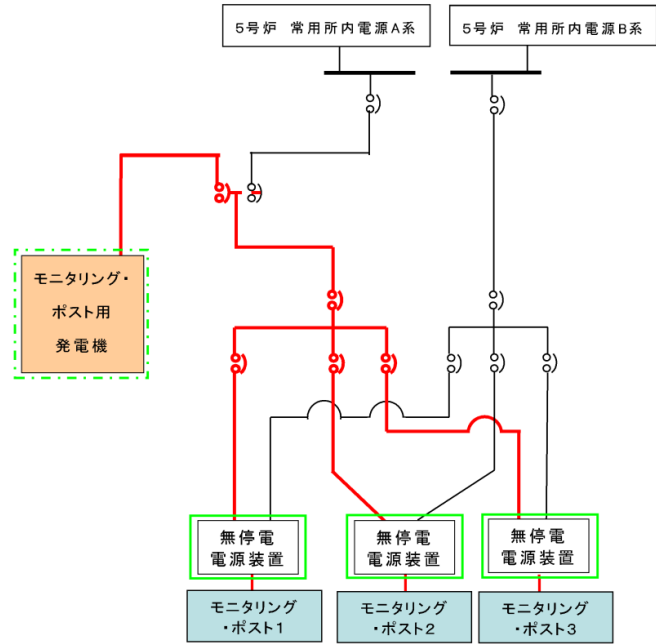 5号炉 常用所内電源A系
5号炉 常用所内電源B系
モニタリング・
ポスト用
発電機
無停電
電源装置
無停電
電源装置
無停電
電源装置
モニタリング
・ポスト1
モニタリング
・ポスト2
モニタリング
・ポスト3